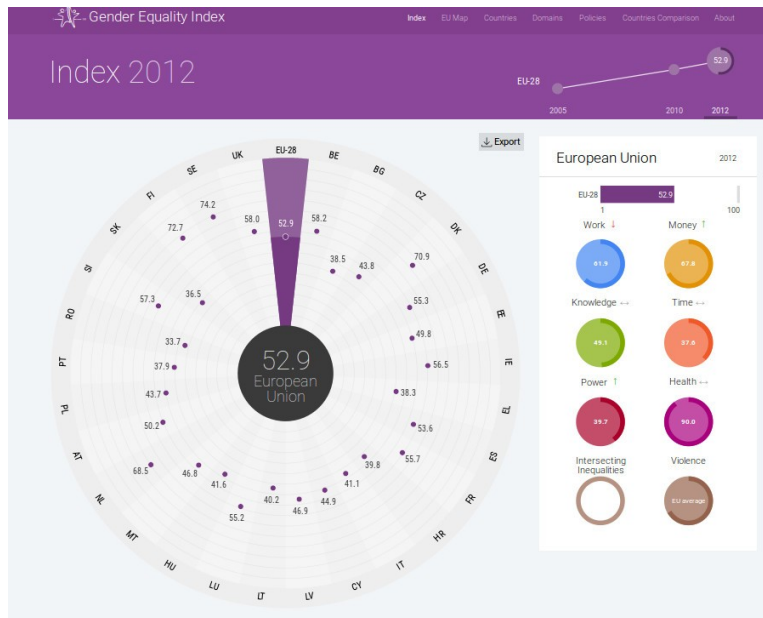 Gender Equality Index
Index EU Map Countries Domains Policies Countries Comparison About
Index 2012
EU-28
52.9
2005 2010 2012
Export
EU-28
52.9
BE
58.2
BG
38.5
CZ
43.8
DK
70.9
DE
55.3
EE
49.8
IE
56.5
EL
38.3
ES
53.6
FR
55.7
HR
39.8
IT
41.1
CY
44.9
LV
46.9
LT
40.2
LU
55.2
HU
41.6
MT
46.8
NL
68.5
AT
50.2
PL
43.7
PT
37.9
RO
33.7
SI
57.3
SK
36.5
FI
72.7
SE
74.2
UK
58.0
52.9
European
Union
European Union 2012
EU-28 52.9
1 100
Work ↓ Money ↑
61.9 67.8
Knowledge ↔ Time ↔
49.1 37.6
Power ↑ Health ↔
39.7 90.0
Intersecting
Inequalities
Violence
EU average